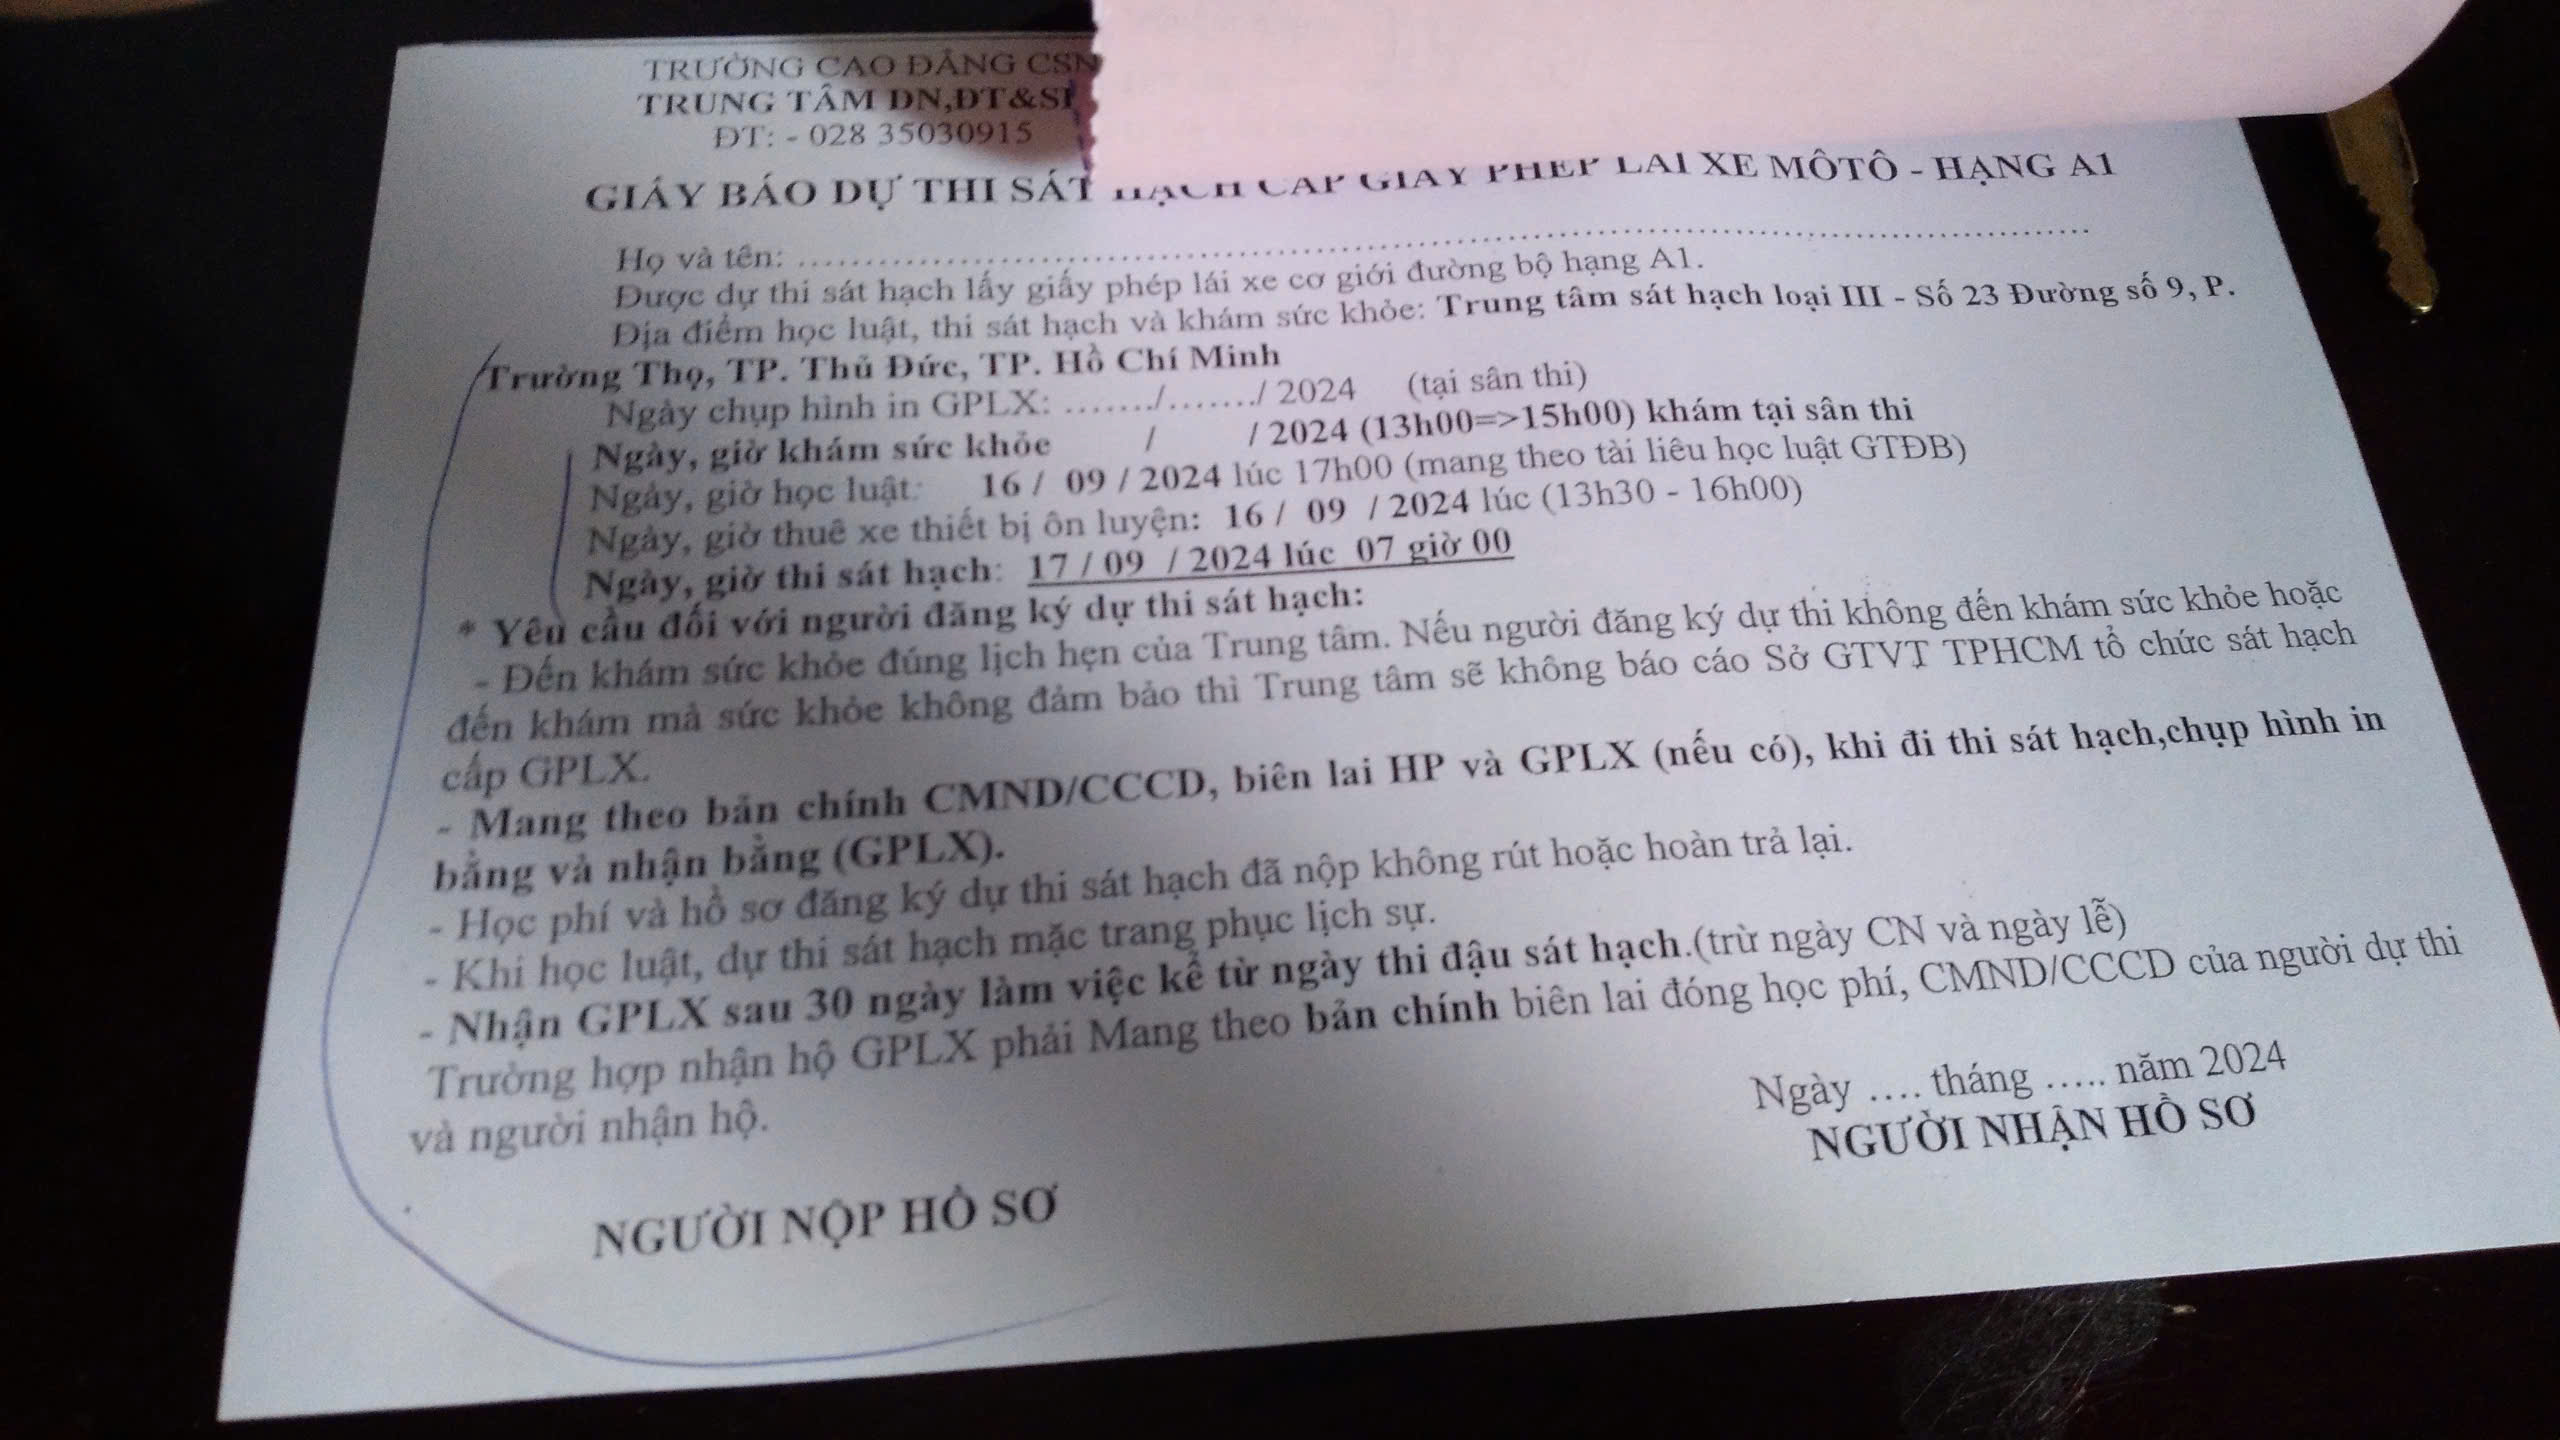 TRƯỜNG CAO ĐẲNG CSN
TRUNG TÂM DN,ĐT&
ĐT: - 028 35030915
GIẤY BÁO DỰ THI SÁT HẠCH CẤP GIẤY PHÉP LÁI XE MÔTÔ - HẠNG A1
Họ và tên: ................................................................................
Được dự thi sát hạch lấy giấy phép lái xe cơ giới đường bộ hạng A1.
Địa điểm học luật, thi sát hạch và khám sức khỏe: Trung tâm sát hạch loại III - Số 23 Đường số 9, P.
Trường Thọ, TP. Thủ Đức, TP. Hồ Chí Minh
Ngày chụp hình in GPLX: ......./......./ 2024 (tại sân thi)
Ngày, giờ khám sức khỏe / / 2024 (13h00=>15h00) khám tại sân thi
Ngày, giờ học luật: 16 / 09 / 2024 lúc 17h00 (mang theo tài liêu học luật GTĐB)
Ngày, giờ thuê xe thiết bị ôn luyện: 16 / 09 / 2024 lúc (13h30 - 16h00)
Ngày, giờ thi sát hạch: 17 / 09 / 2024 lúc 07 giờ 00
* Yêu cầu đối với người đăng ký dự thi sát hạch:
- Đến khám sức khỏe đúng lịch hẹn của Trung tâm. Nếu người đăng ký dự thi không đến khám sức khỏe hoặc
đến khám mà sức khỏe không đảm bảo thì Trung tâm sẽ không báo cáo Sở GTVT TPHCM tổ chức sát hạch
cấp GPLX.
- Mang theo bản chính CMND/CCCD, biên lai HP và GPLX (nếu có), khi đi thi sát hạch,chụp hình in
bằng và nhận bằng (GPLX).
- Học phí và hồ sơ đăng ký dự thi sát hạch đã nộp không rút hoặc hoàn trả lại.
- Khi học luật, dự thi sát hạch mặc trang phục lịch sự.
- Nhận GPLX sau 30 ngày làm việc kể từ ngày thi đậu sát hạch.(trừ ngày CN và ngày lễ)
Trường hợp nhận hộ GPLX phải Mang theo bản chính biên lai đóng học phí, CMND/CCCD của người dự thi
và người nhận hộ.
Ngày .... tháng ..... năm 2024
NGƯỜI NHẬN HỒ SƠ
NGƯỜI NỘP HỒ SƠ